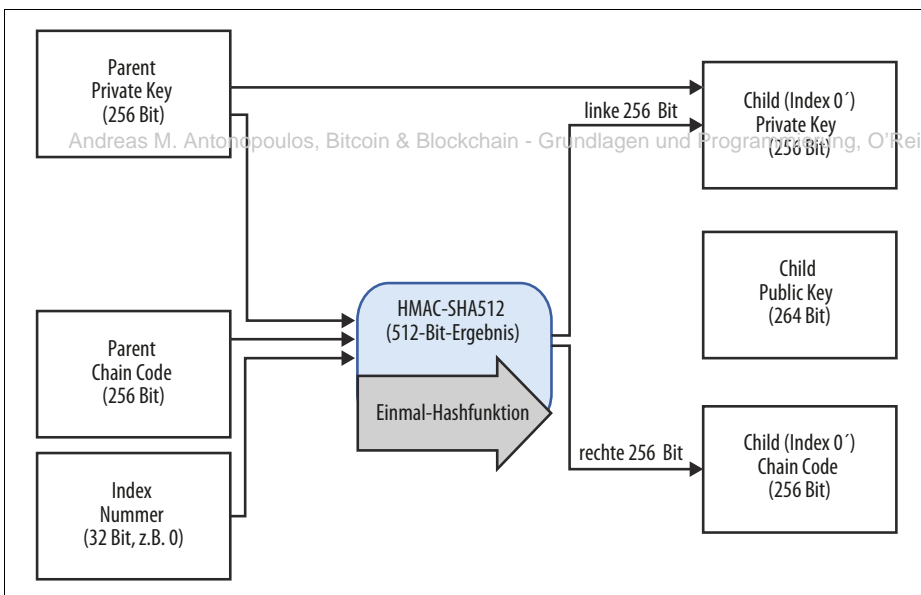 Parent
Private Key
(256 Bit)
linke 256 Bit
Child (Index 0´)
Private Key
(256 Bit)
Andreas M. Antonopoulos, Bitcoin & Blockchain - Grundlagen und Programmierung, O'Rei
Child
Public Key
(264 Bit)
HMAC-SHA512
(512-Bit-Ergebnis)
Parent
Chain Code
(256 Bit)
Einmal-Hashfunktion
rechte 256 Bit
Child (Index 0´)
Chain Code
(256 Bit)
Index
Nummer
(32 Bit, z.B. 0)